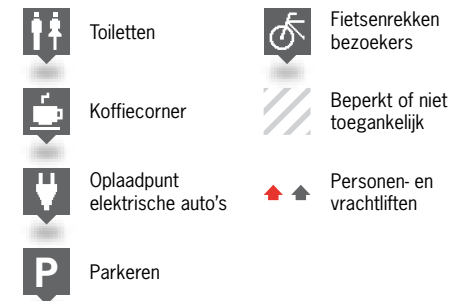 Toiletten
Koffiecorner
Oplaadpunt
elektrische auto's
P
Parkeren
Fietsenrekken
bezoekers
Beperkt of niet
toegankelijk
Personen- en
vrachtliften